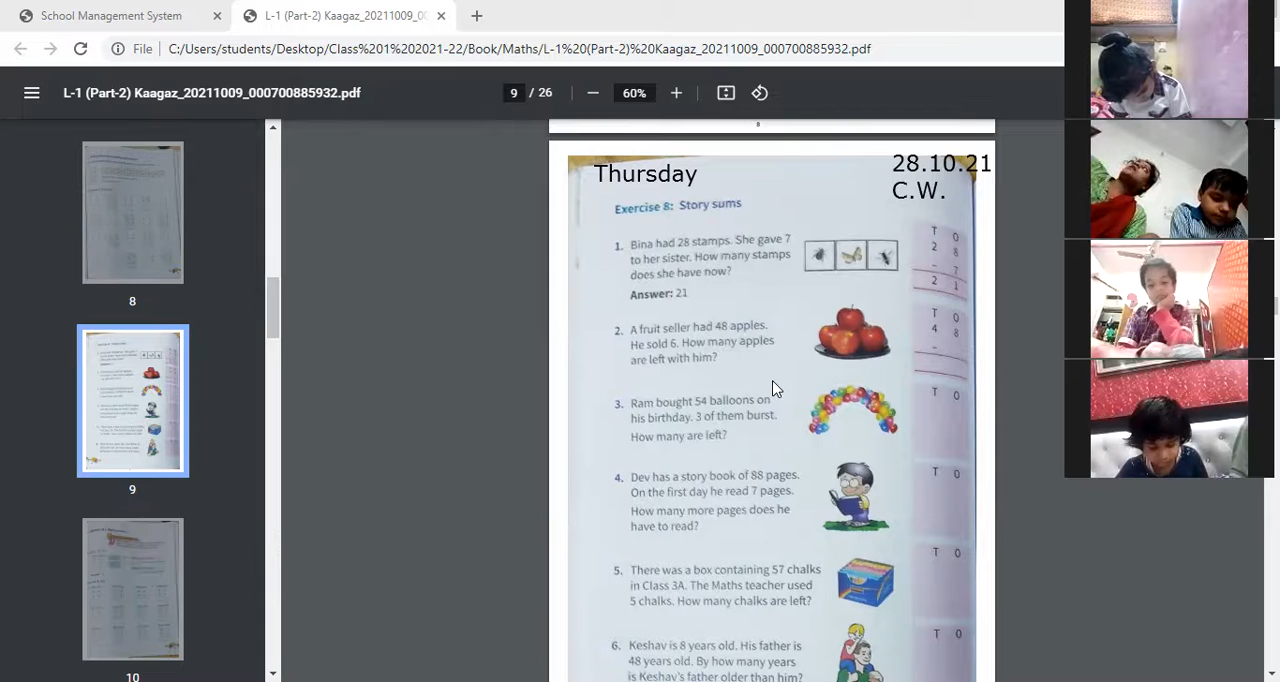 School Management System
L-1 (Part-2) Kaagaz_20211009_00
File
C:/Users/students/Desktop/Class%201%202021-22/Book/Maths/L-1%20(Part-2)%20Kaagaz_20211009_000700885932.pdf
L-1 (Part-2) Kaagaz_20211009_000700885932.pdf
9 / 26
60%
8
9
10
8
Thursday
28.10.21
C.W.
Exercise 8: Story sums
1. Bina had 28 stamps. She gave 7
to her sister. How many stamps
does she have now?
Answer: 21
T O
2 8
- 7
2 1
2. A fruit seller had 48 apples.
He sold 6. How many apples
are left with him?
T O
4 8
-
3. Ram bought 54 balloons on
his birthday. 3 of them burst.
How many are left?
T O
4. Dev has a story book of 88 pages.
On the first day he read 7 pages.
How many more pages does he
have to read?
T O
5. There was a box containing 57 chalks
in Class 3A. The Maths teacher used
5 chalks. How many chalks are left?
T O
6. Keshav is 8 years old. His father is
48 years old. By how many years
is Keshav's father older than him?
T O